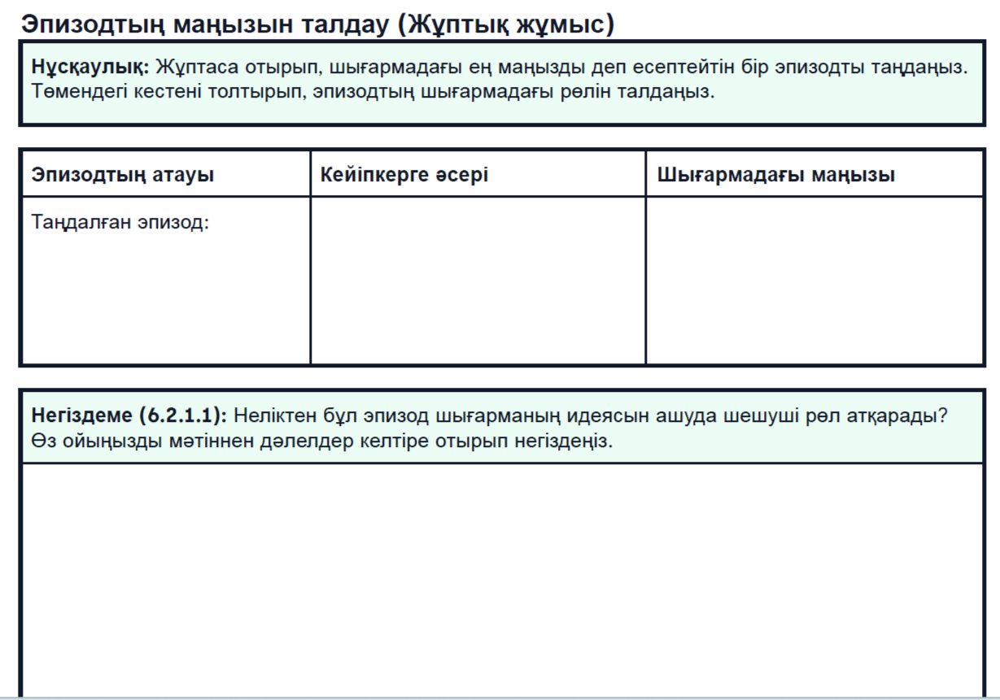 Эпизодтың маңызын талдау (Жұптық жұмыс)
Нұсқаулық: Жұптаса отырып, шығармадағы ең маңызды деп есептейтін бір эпизодты таңдаңыз.
Төмендегі кестені толтырып, эпизодтың шығармадағы рөлін талдаңыз.
Эпизодтың атауы
Кейіпкерге әсері
Шығармадағы маңызы
Таңдалған эпизод:
Негіздеме (6.2.1.1): Неліктен бұл эпизод шығарманың идеясын ашуда шешуші рөл атқарады?
Өз ойыңызды мәтіннен дәлелдер келтіре отырып негіздеңіз.